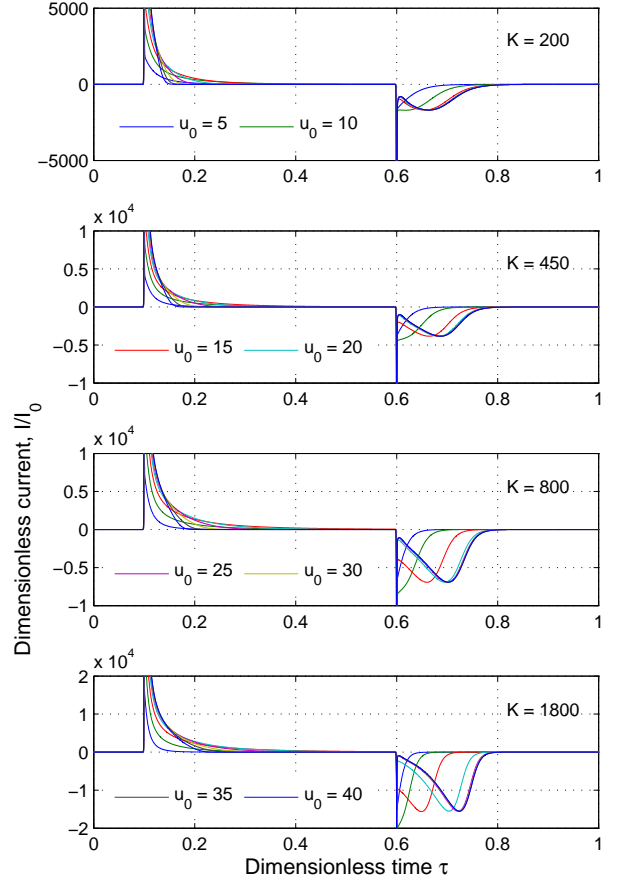 5000
0
−5000
K = 200
u0 = 5
u0 = 10
0 0.2 0.4 0.6 0.8 1
x 10^4
1
0.5
0
−0.5
−1
K = 450
u0 = 15
u0 = 20
0 0.2 0.4 0.6 0.8 1
x 10^4
1
0.5
0
−0.5
−1
K = 800
u0 = 25
u0 = 30
0 0.2 0.4 0.6 0.8 1
x 10^4
2
1
0
−1
−2
K = 1800
u0 = 35
u0 = 40
0 0.2 0.4 0.6 0.8 1
Dimensionless current, I/I0
Dimensionless time τ